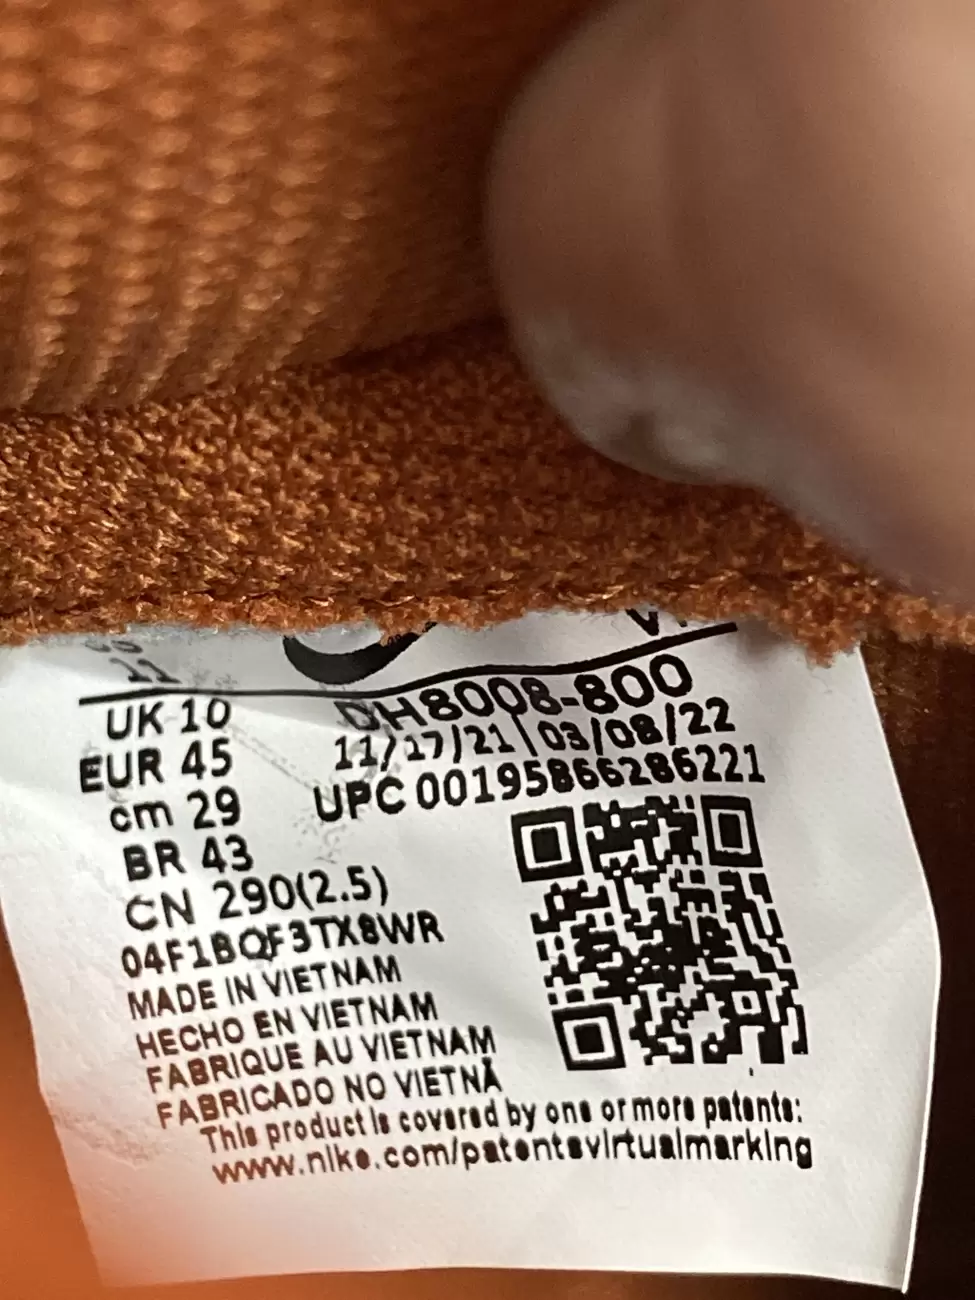 11
UK 10
EUR 45
cm 29
BR 43
CN 290(2.5)
DH8008-800
11/17/21 03/08/22
UPC 00195866286221
04F1BQF3TX8WR
MADE IN VIETNAM
HECHO EN VIETNAM
FABRIQUE AU VIETNAM
FABRICADO NO VIETNÃ
This product is covered by one or more patents:
www.nike.com/patentsvirtualmarking